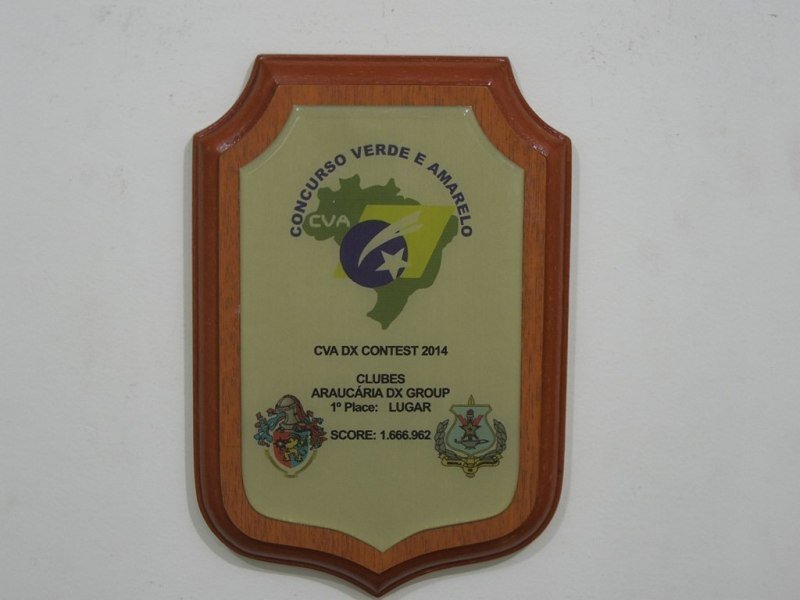 CONCURSO VERDE E AMARELO
CVA
CVA DX CONTEST 2014
CLUBES
ARAUCÁRIA DX GROUP
1º Place: LUGAR
SCORE: 1.666.962